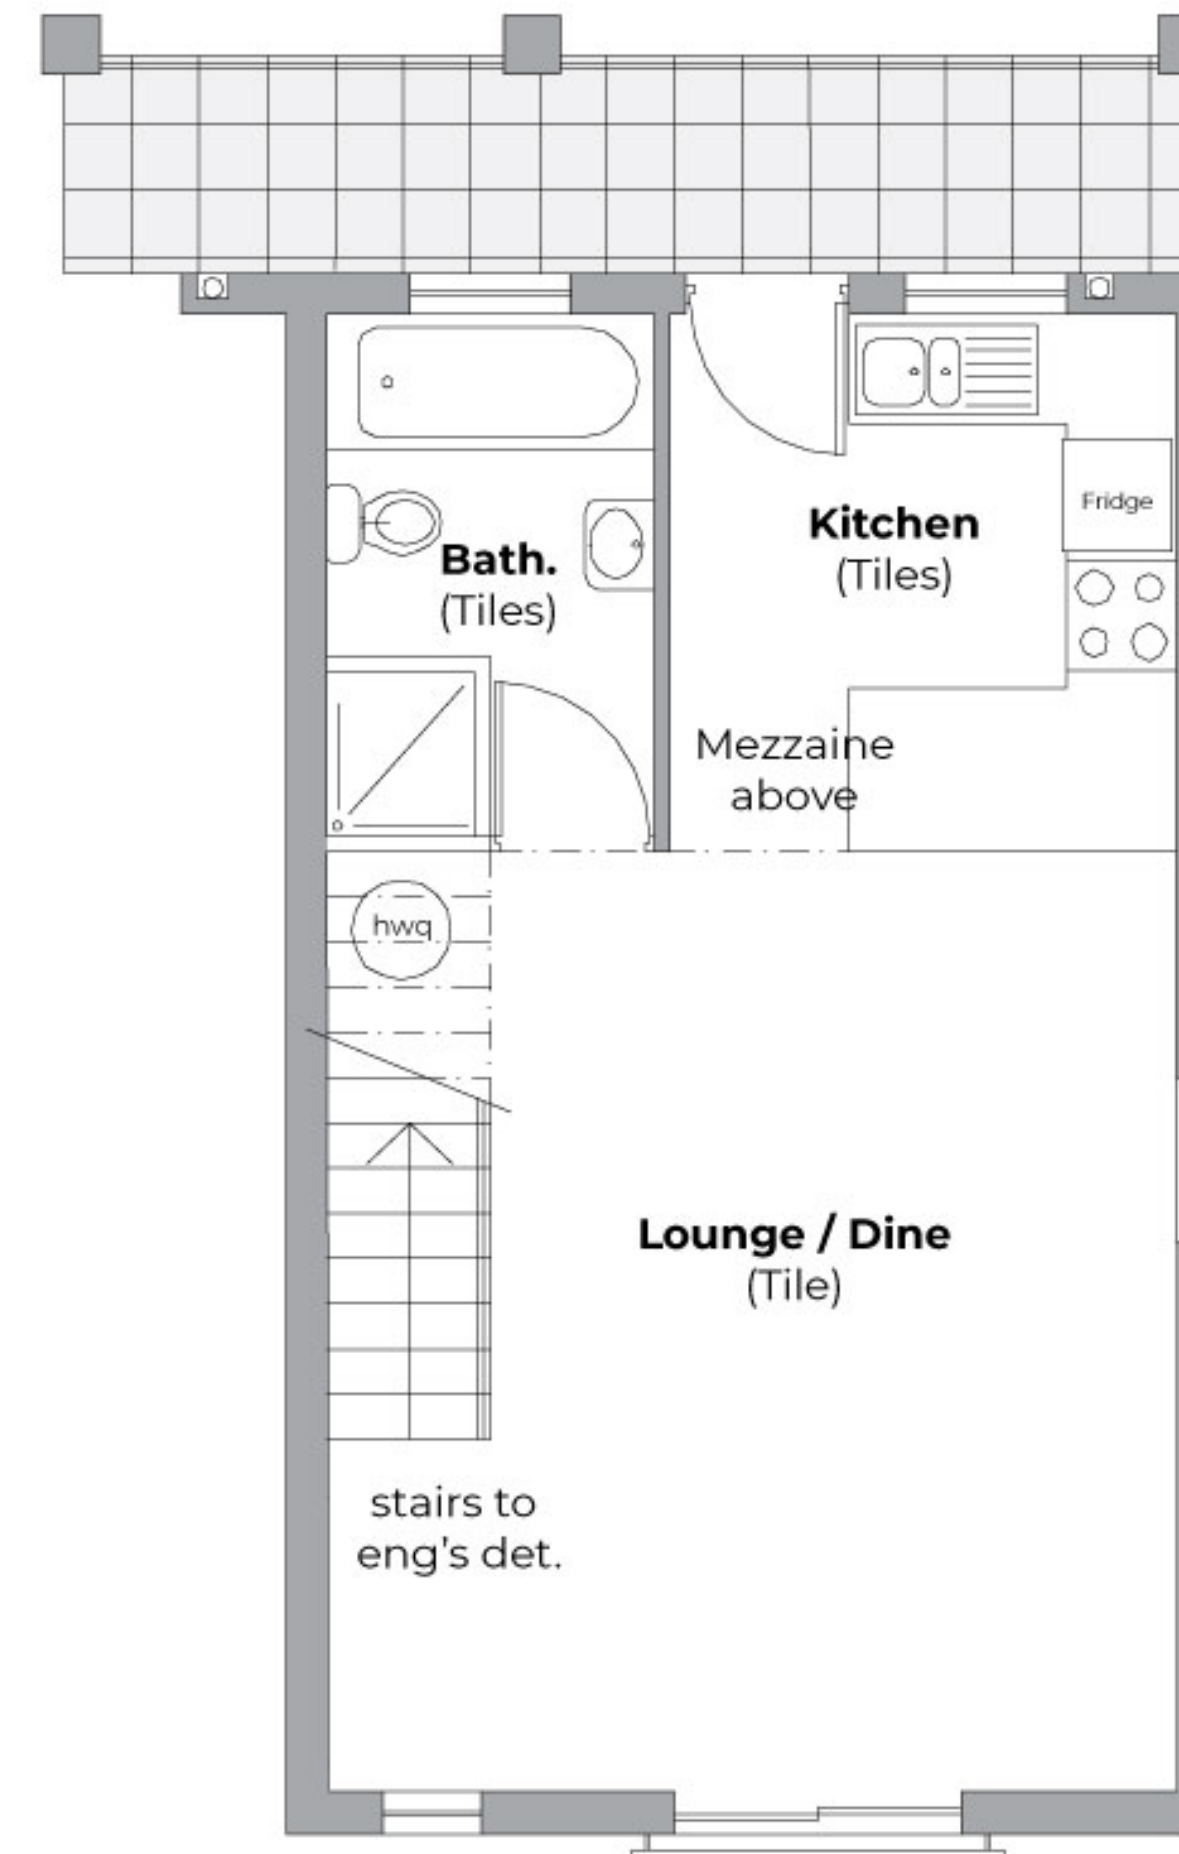 Fridge
Kitchen
(Tiles)
Bath.
(Tiles)
Mezzaine
above
hwq
Lounge / Dine
(Tile)
stairs to
eng's det.